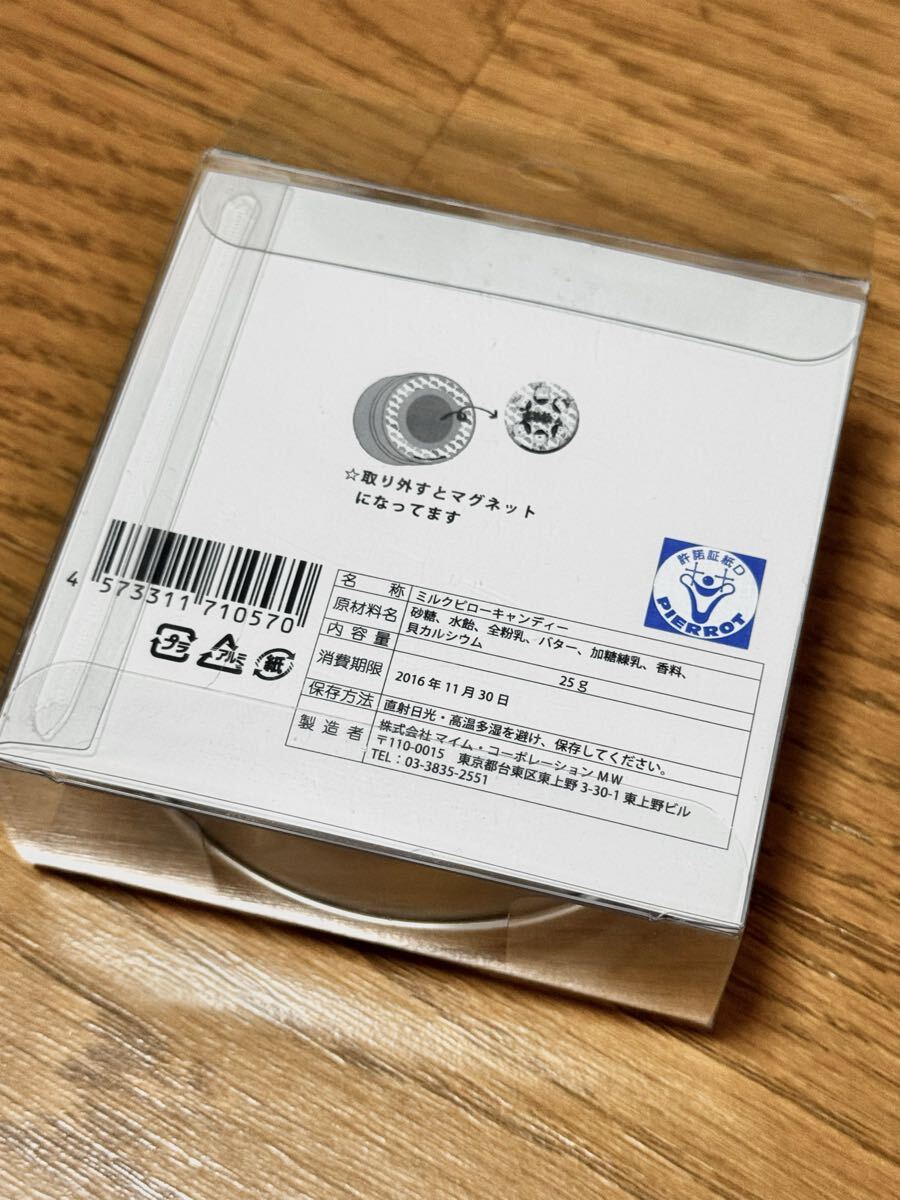 ☆取り外すとマグネット
になってます
4 573311 710570
プラ
アルミ
紙
許諾証紙D
PIERROT
名称 ミルクピローキャンディー
原材料名 砂糖、水飴、全粉乳、バター、加糖練乳、香料、
貝カルシウム
内容量 25g
消費期限 2016年11月30日
保存方法 直射日光・高温多湿を避け、保存してください。
製造者 株式会社 マイム・コーポレーション MW
〒110-0015 東京都台東区東上野3-30-1 東上野ビル
TEL:03-3835-2551